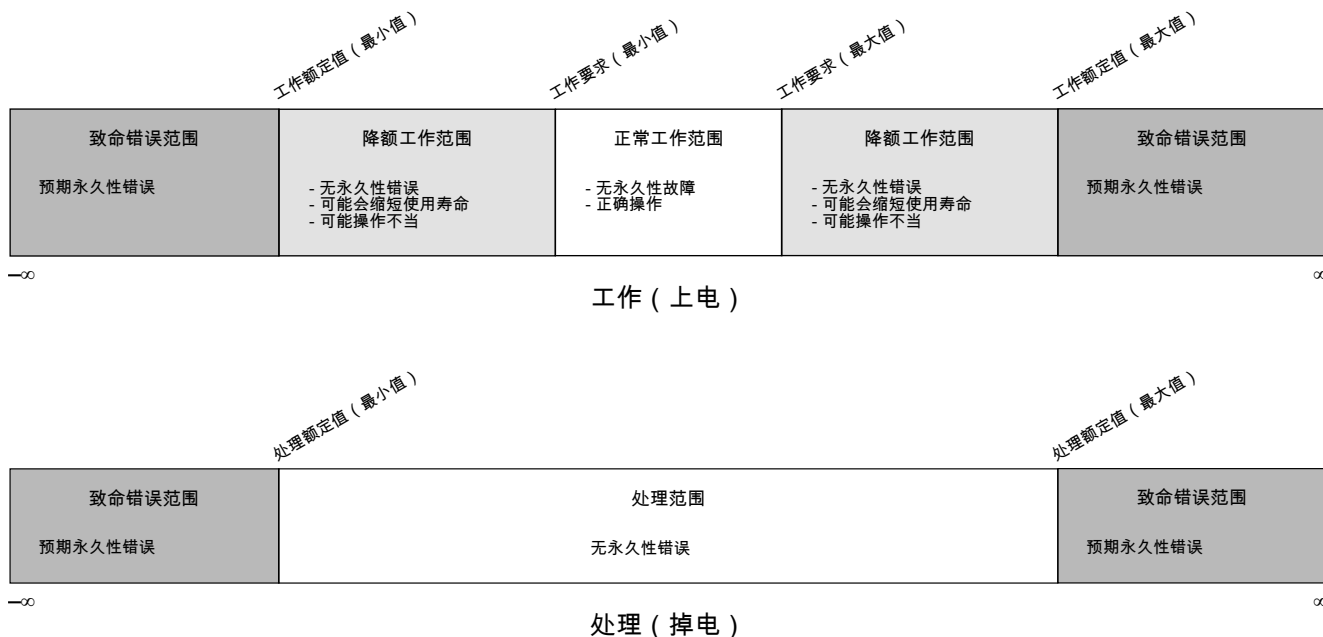 工作额定值（最小值）
工作要求（最小值）
工作要求（最大值）
工作额定值（最大值）
致命错误范围
降额工作范围
正常工作范围
降额工作范围
致命错误范围
预期永久性错误
- 无永久性错误
- 可能会缩短使用寿命
- 可能操作不当
- 无永久性故障
- 正确操作
- 无永久性错误
- 可能会缩短使用寿命
- 可能操作不当
预期永久性错误
–∞
∞
工作（上电）
处理额定值（最小值）
处理额定值（最大值）
致命错误范围
处理范围
致命错误范围
预期永久性错误
无永久性错误
预期永久性错误
–∞
∞
处理（掉电）